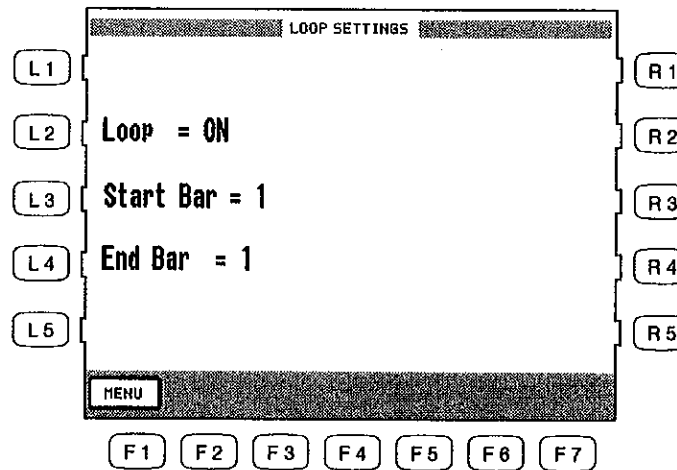 LOOP SETTINGS
L1
R1
L2
Loop = ON
R2
L3
Start Bar = 1
R3
L4
End Bar = 1
R4
L5
R5
MENU
F1 F2 F3 F4 F5 F6 F7